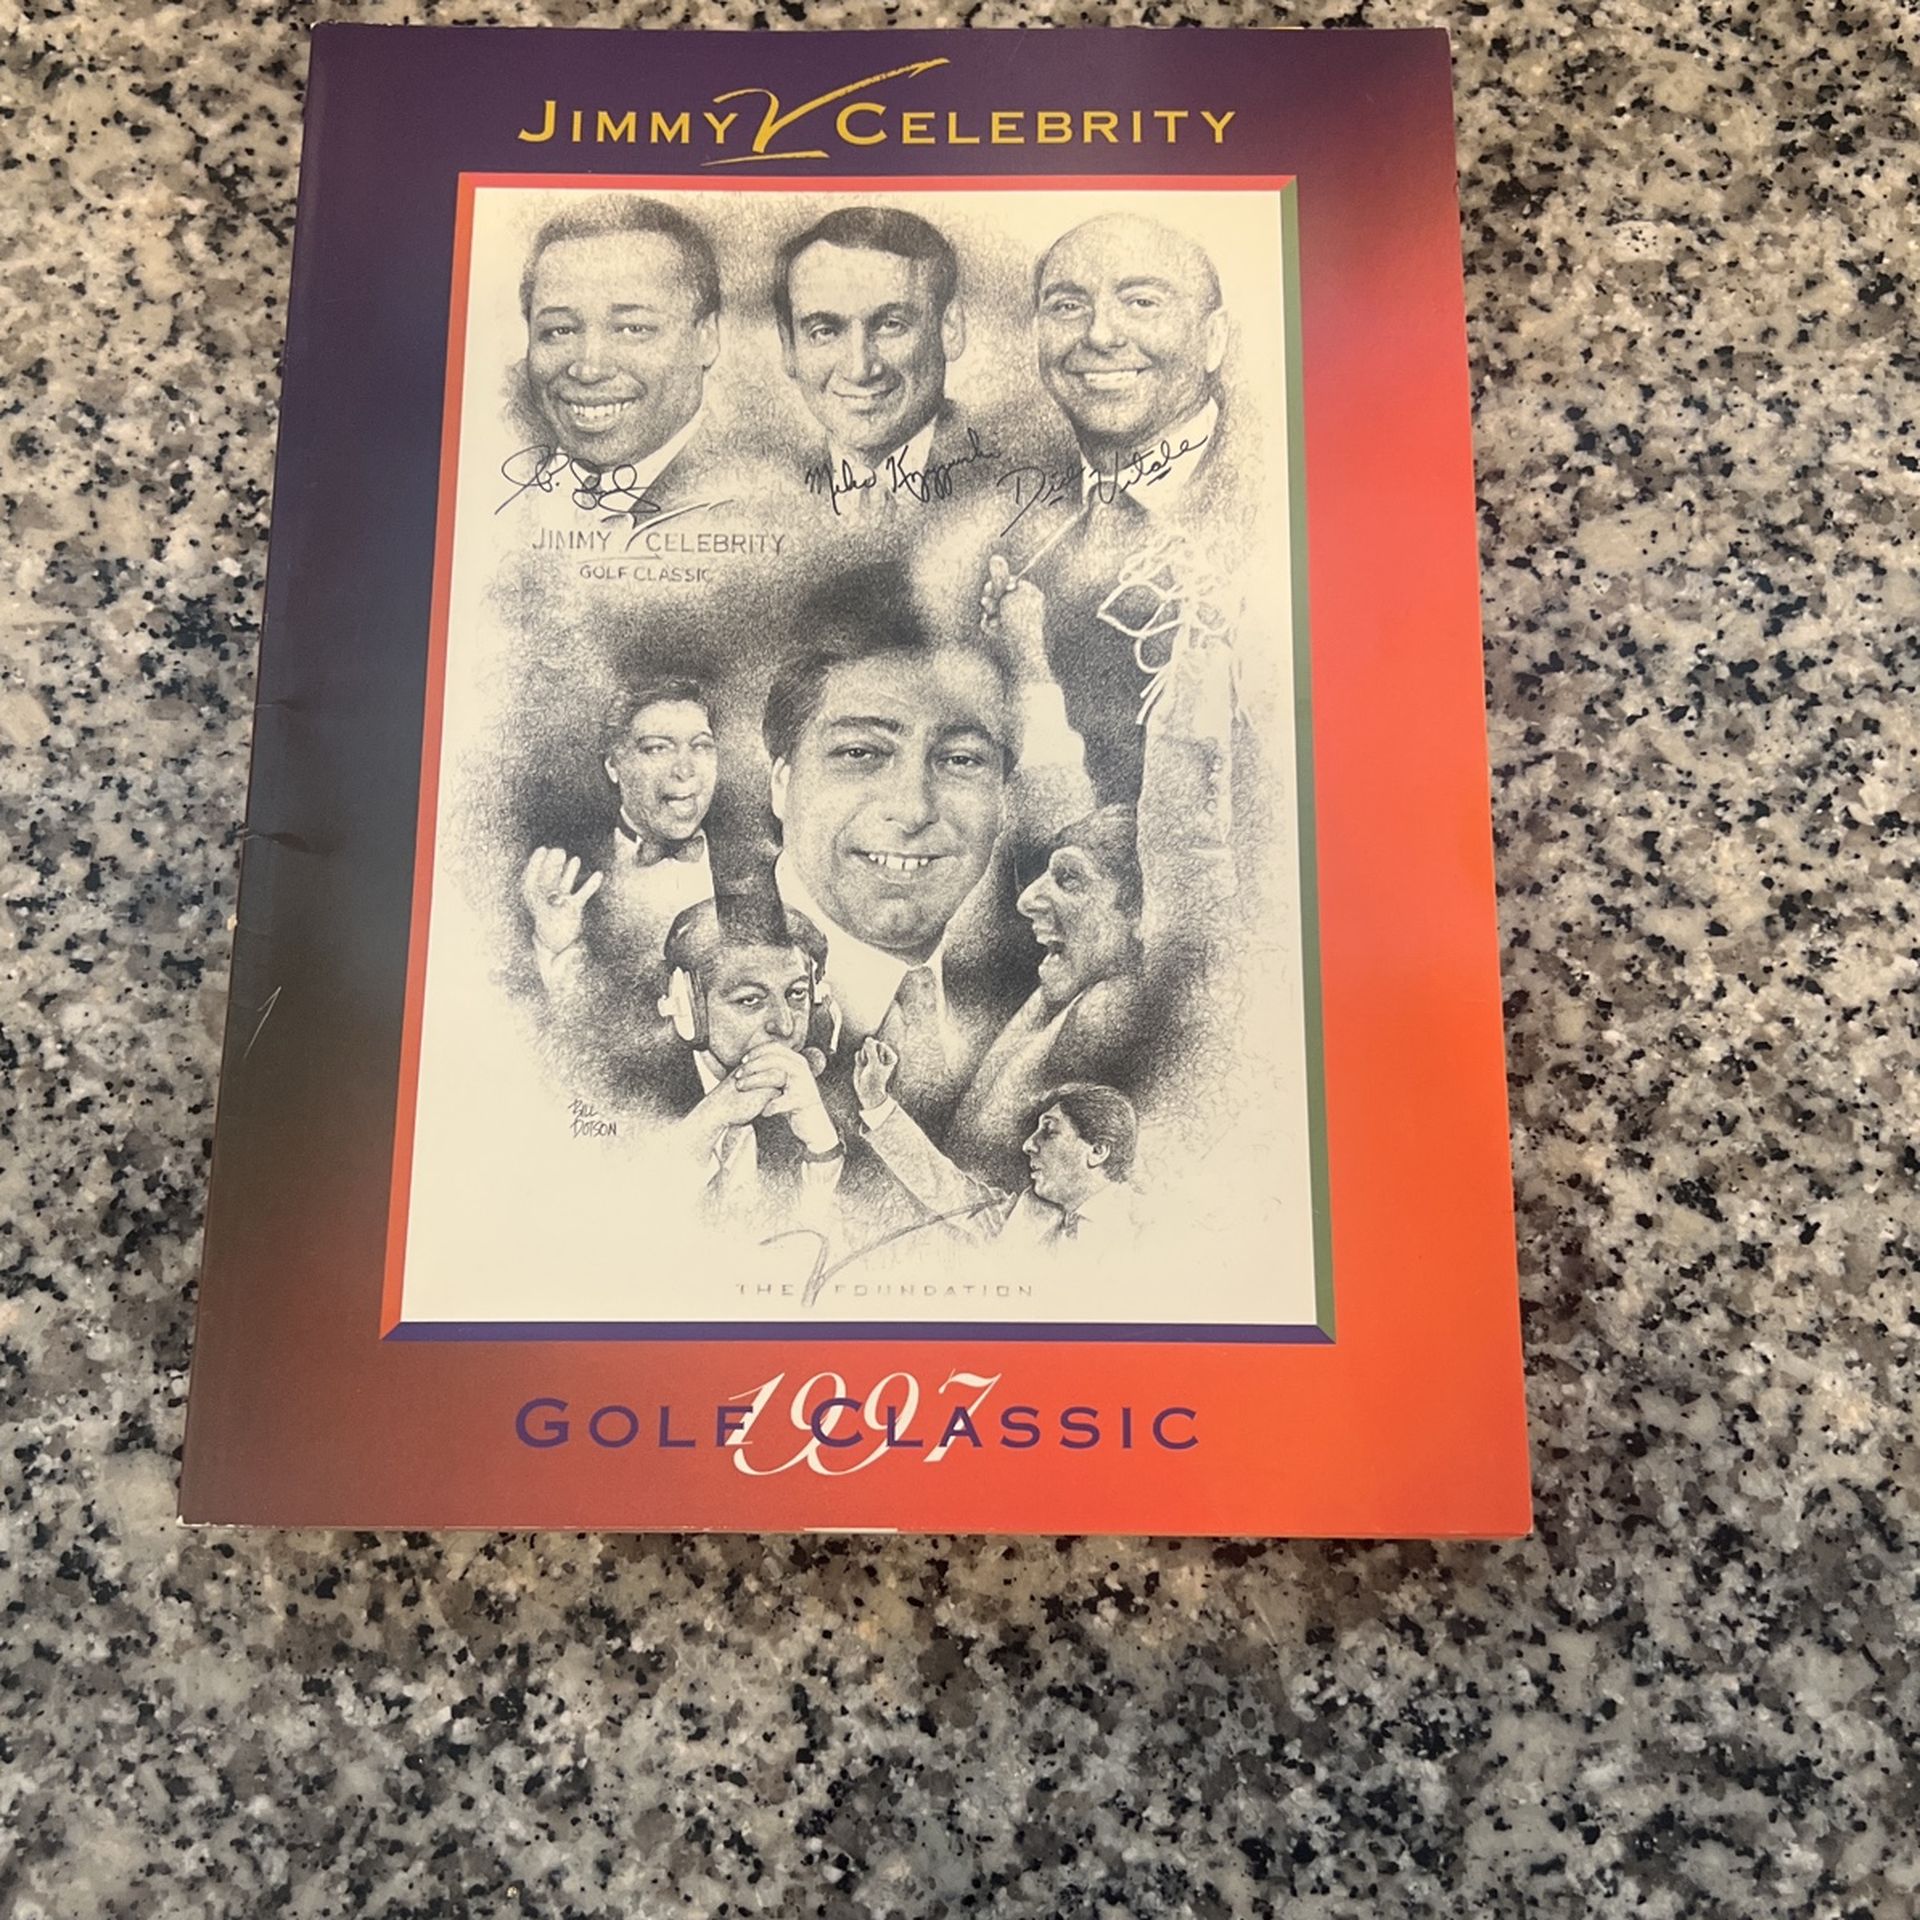 JIMMY V CELEBRITY
Mike Krzyzewski Dick Vitale
JIMMY V CELEBRITY
GOLF CLASSIC
BILL
DOTSON
THE V FOUNDATION
1997
GOLF CLASSIC